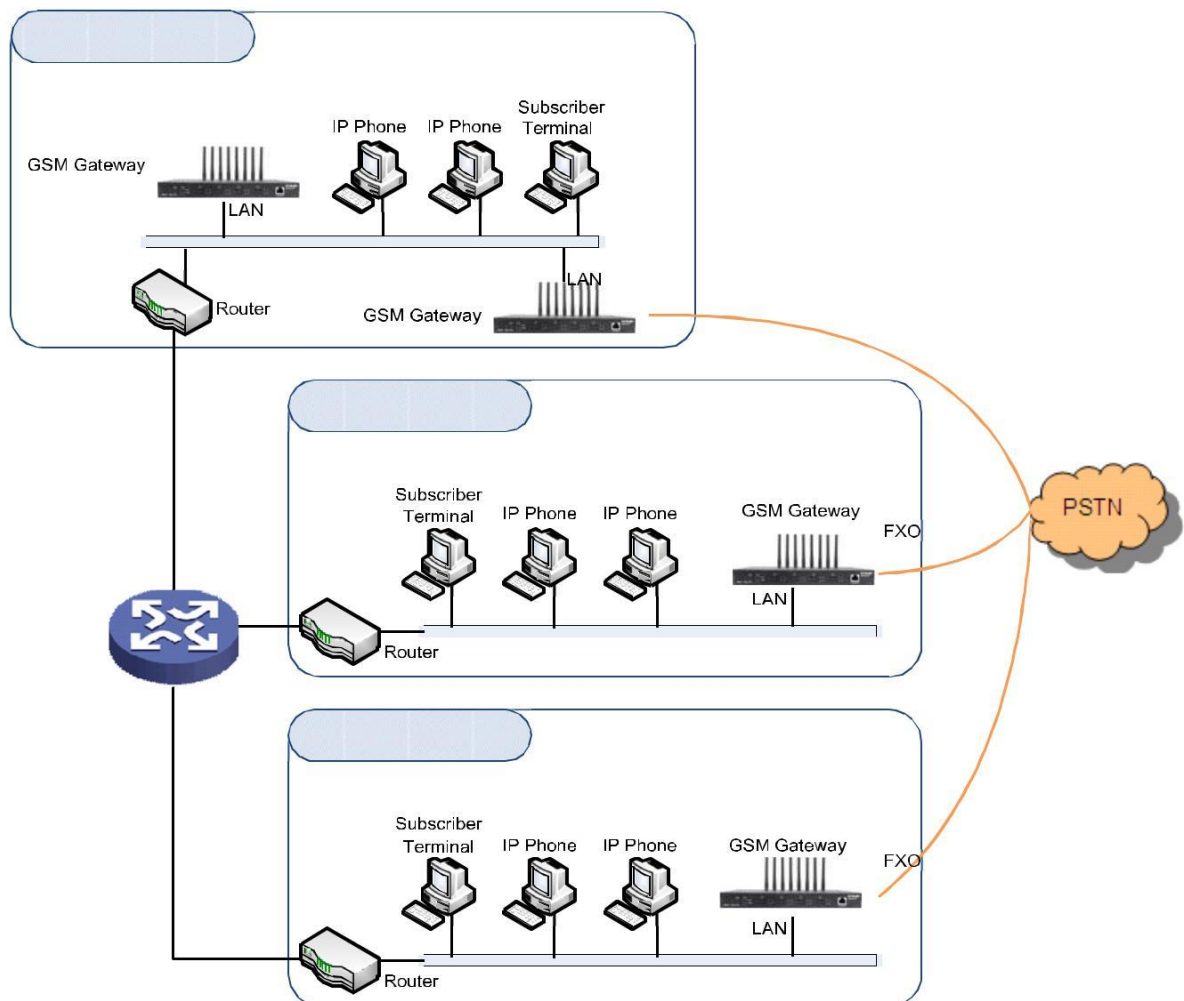 Subscriber
Terminal
IP Phone
IP Phone
GSM Gateway
LAN
LAN
Router
GSM Gateway
Subscriber
Terminal
IP Phone
IP Phone
GSM Gateway
FXO
PSTN
LAN
Router
Subscriber
Terminal
IP Phone
IP Phone
GSM Gateway
FXO
LAN
Router